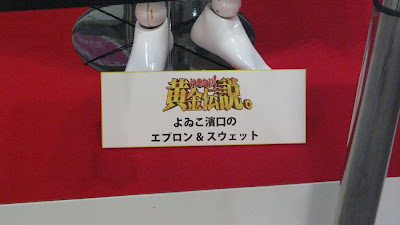 黄金伝説。
よゐこ濱口の
エプロン＆スウェット